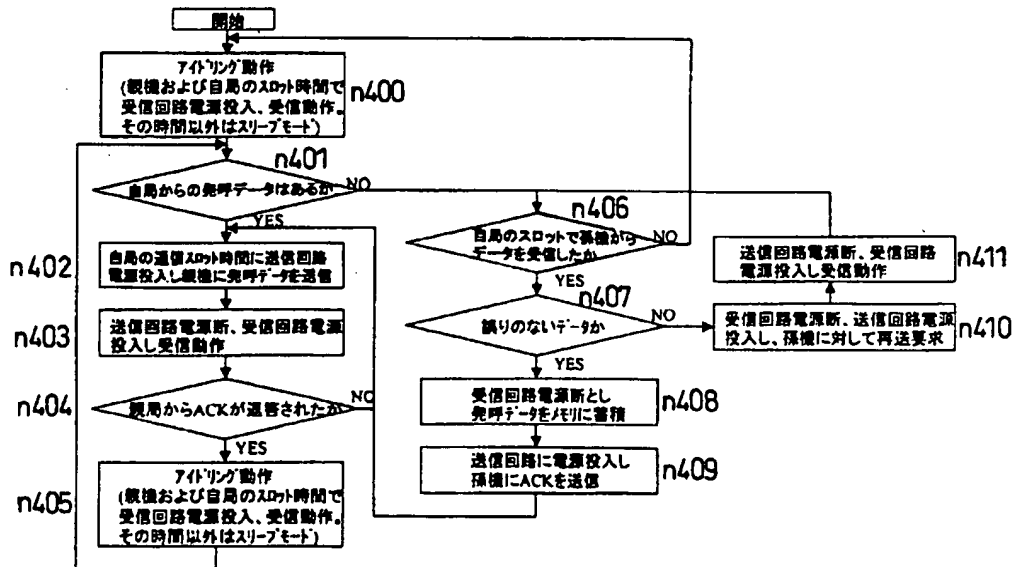 開始
アイドリング動作
(親機および自局のスロット時間で
受信回路電源投入、受信動作。
その時間以外はスリープモード)
n400
n401
自局からの発呼データはあるか
NO
YES
n402
自局の通信スロット時間に送信回路
電源投入し親機に発呼データを送信
n403
送信回路電源断、受信回路電源
投入し受信動作
n404
親局からACKが返答されたか
NO
YES
n405
アイドリング動作
(親機および自局のスロット時間で
受信回路電源投入、受信動作。
その時間以外はスリープモード)
n406
自局のスロットで孫機から
データを受信したか
NO
YES
n407
誤りのないデータか
NO
YES
受信回路電源断とし
発呼データをメモリに蓄積
n408
送信回路に電源投入し
孫機にACKを送信
n409
送信回路電源断、受信回路
電源投入し受信動作
n411
受信回路電源断、送信回路電源
投入し、孫機に対して再送要求
n410